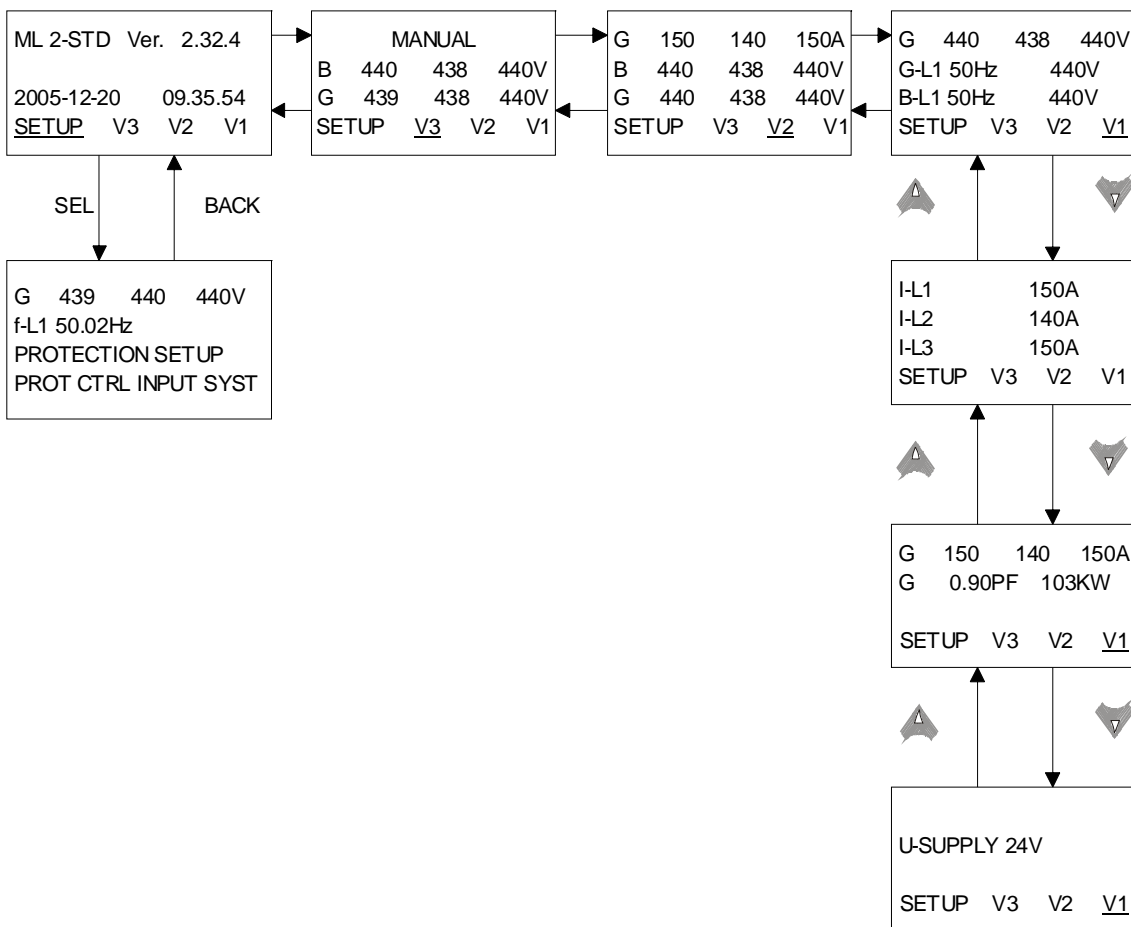 ML 2-STD Ver. 2.32.4
2005-12-20 09.35.54
SETUP V3 V2 V1
MANUAL
B 440 438 440V
G 439 438 440V
SETUP V3 V2 V1
G 150 140 150A
B 440 438 440V
G 440 438 440V
SETUP V3 V2 V1
G 440 438 440V
G-L1 50Hz 440V
B-L1 50Hz 440V
SETUP V3 V2 V1
SEL BACK
G 439 440 440V
f-L1 50.02Hz
PROTECTION SETUP
PROT CTRL INPUT SYST
I-L1 150A
I-L2 140A
I-L3 150A
SETUP V3 V2 V1
G 150 140 150A
G 0.90PF 103KW
SETUP V3 V2 V1
U-SUPPLY 24V
SETUP V3 V2 V1